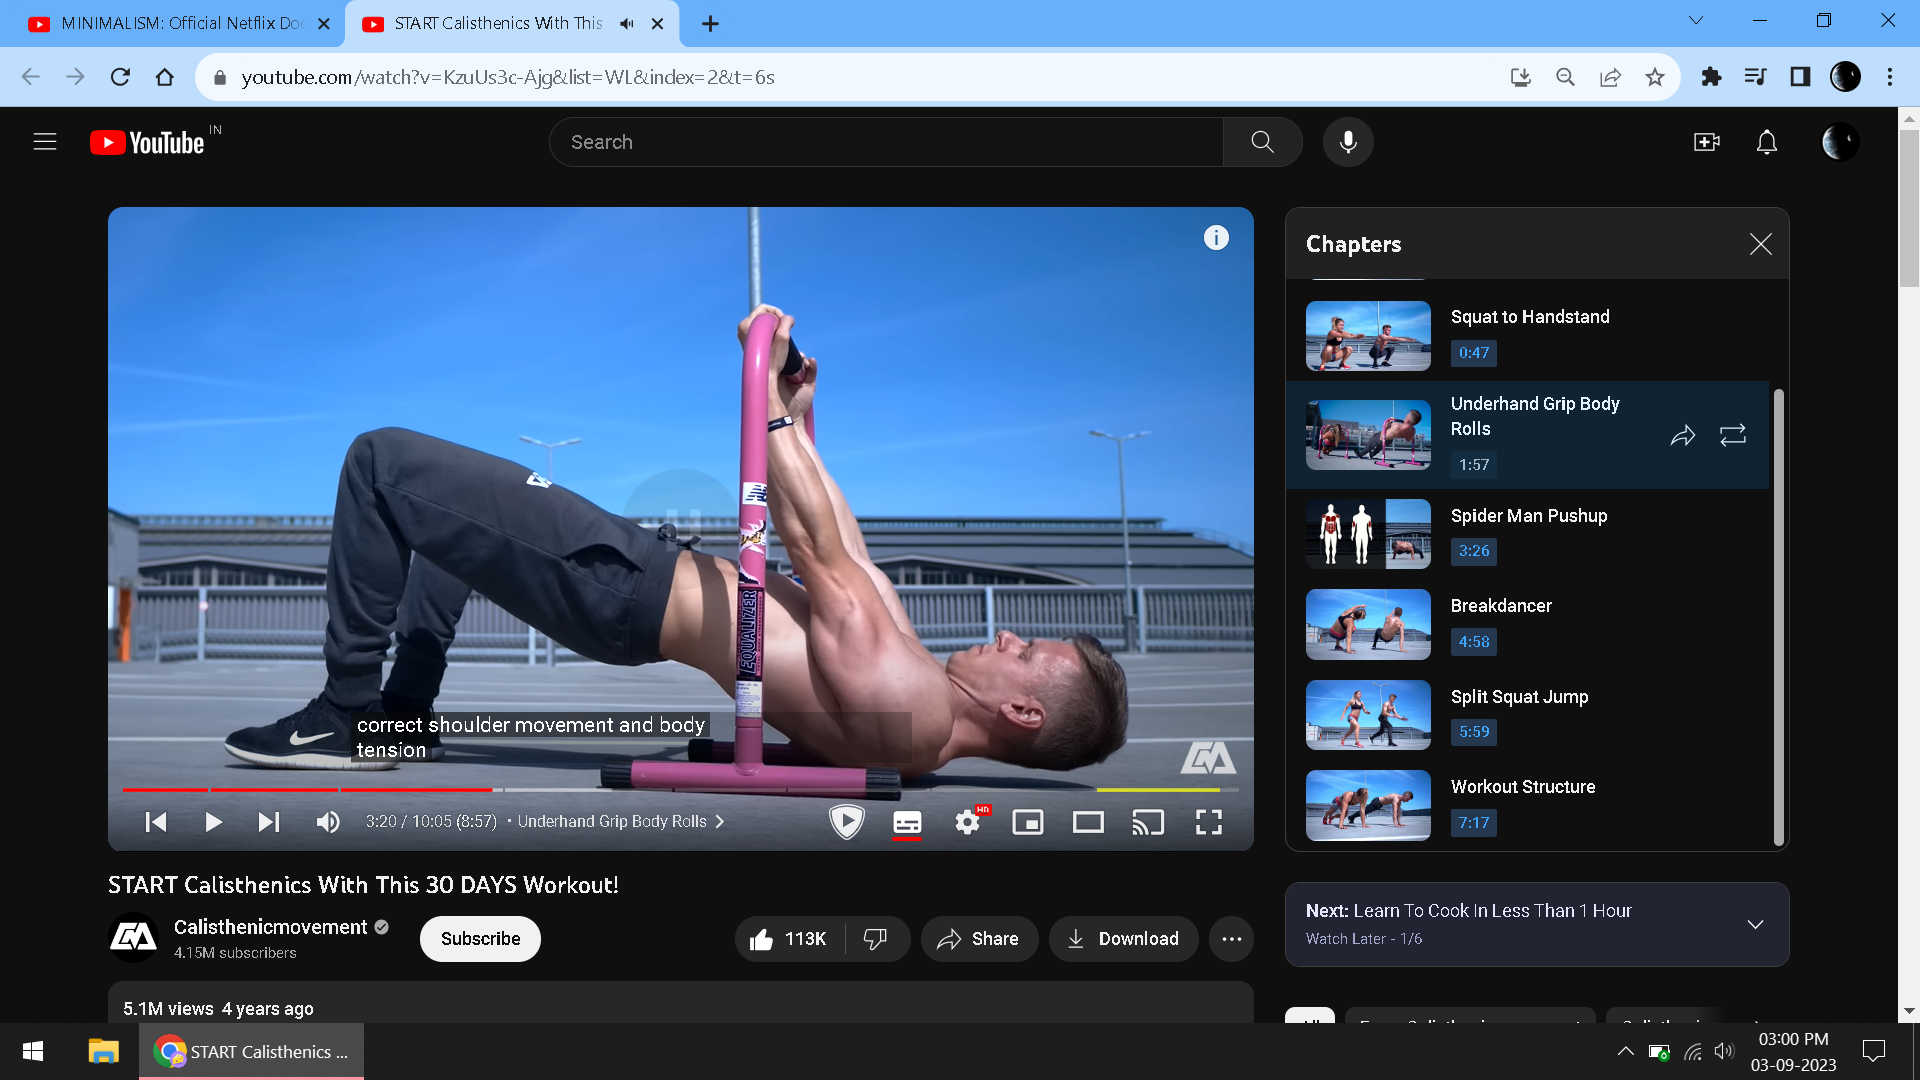 MINIMALISM: Official Netflix Doc
START Calisthenics With This
youtube.com/watch?v=KzuUs3c-Ajg&list=WL&index=2&t=6s
YouTube IN
Search
EQUALIZER
correct shoulder movement and body
tension
3:20 / 10:05 (8:57) • Underhand Grip Body Rolls
HD
Chapters
Squat to Handstand
0:47
Underhand Grip Body
Rolls
1:57
Spider Man Pushup
3:26
Breakdancer
4:58
Split Squat Jump
5:59
Workout Structure
7:17
START Calisthenics With This 30 DAYS Workout!
Calisthenicmovement
4.15M subscribers
Subscribe
113K
Share
Download
Next: Learn To Cook In Less Than 1 Hour
Watch Later - 1/6
5.1M views 4 years ago
START Calisthenics ...
03:00 PM
03-09-2023